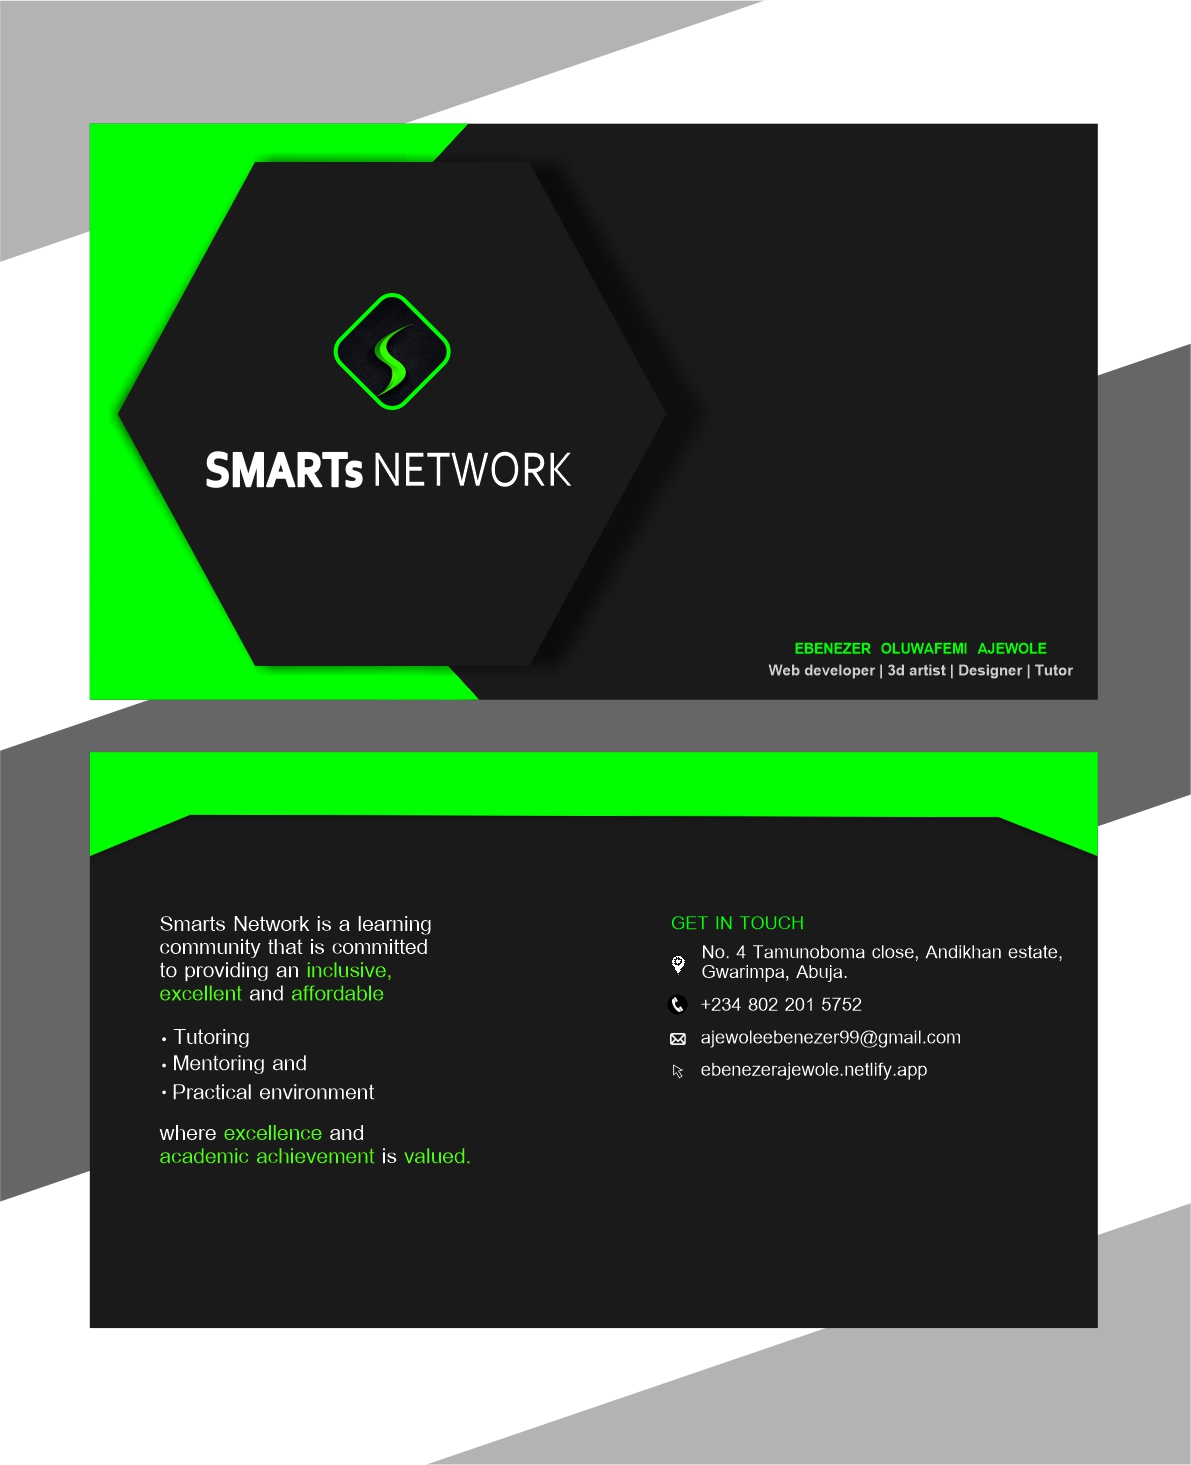 SMARTs NETWORK
EBENEZER OLUWAFEMI AJEWOLE
Web developer | 3d artist | Designer | Tutor
Smarts Network is a learning
community that is committed
to providing an inclusive,
excellent and affordable
• Tutoring
• Mentoring and
• Practical environment
where excellence and
academic achievement is valued.
GET IN TOUCH
No. 4 Tamunoboma close, Andikhan estate,
Gwarimpa, Abuja.
+234 802 201 5752
ajewoleebenezer99@gmail.com
ebenezerajewole.netlify.app